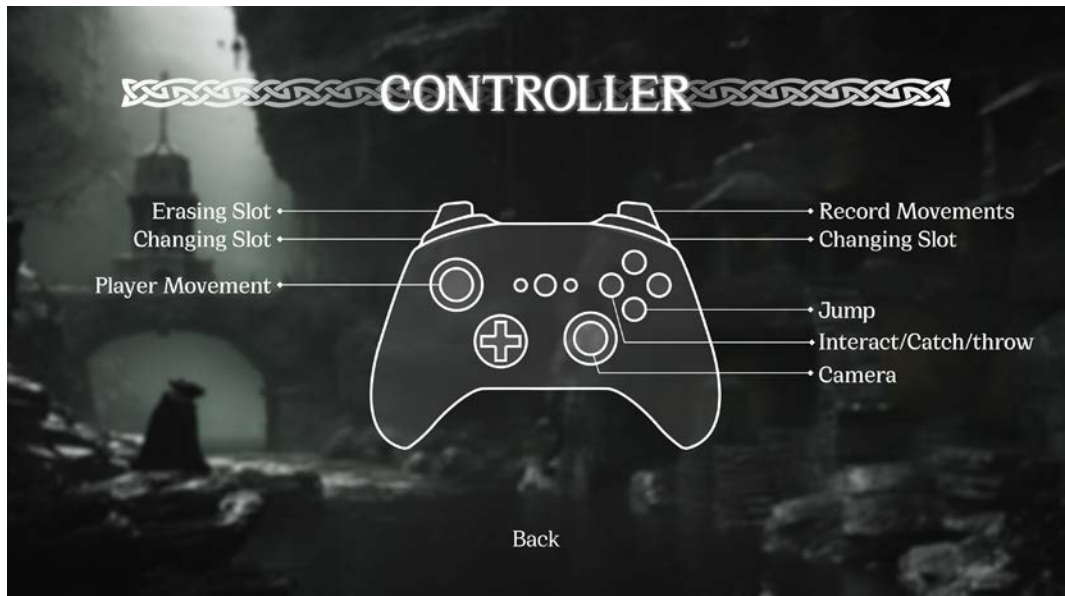 CONTROLLER
Erasing Slot
Changing Slot
Player Movement
Record Movements
Changing Slot
Jump
Interact/Catch/throw
Camera
Back